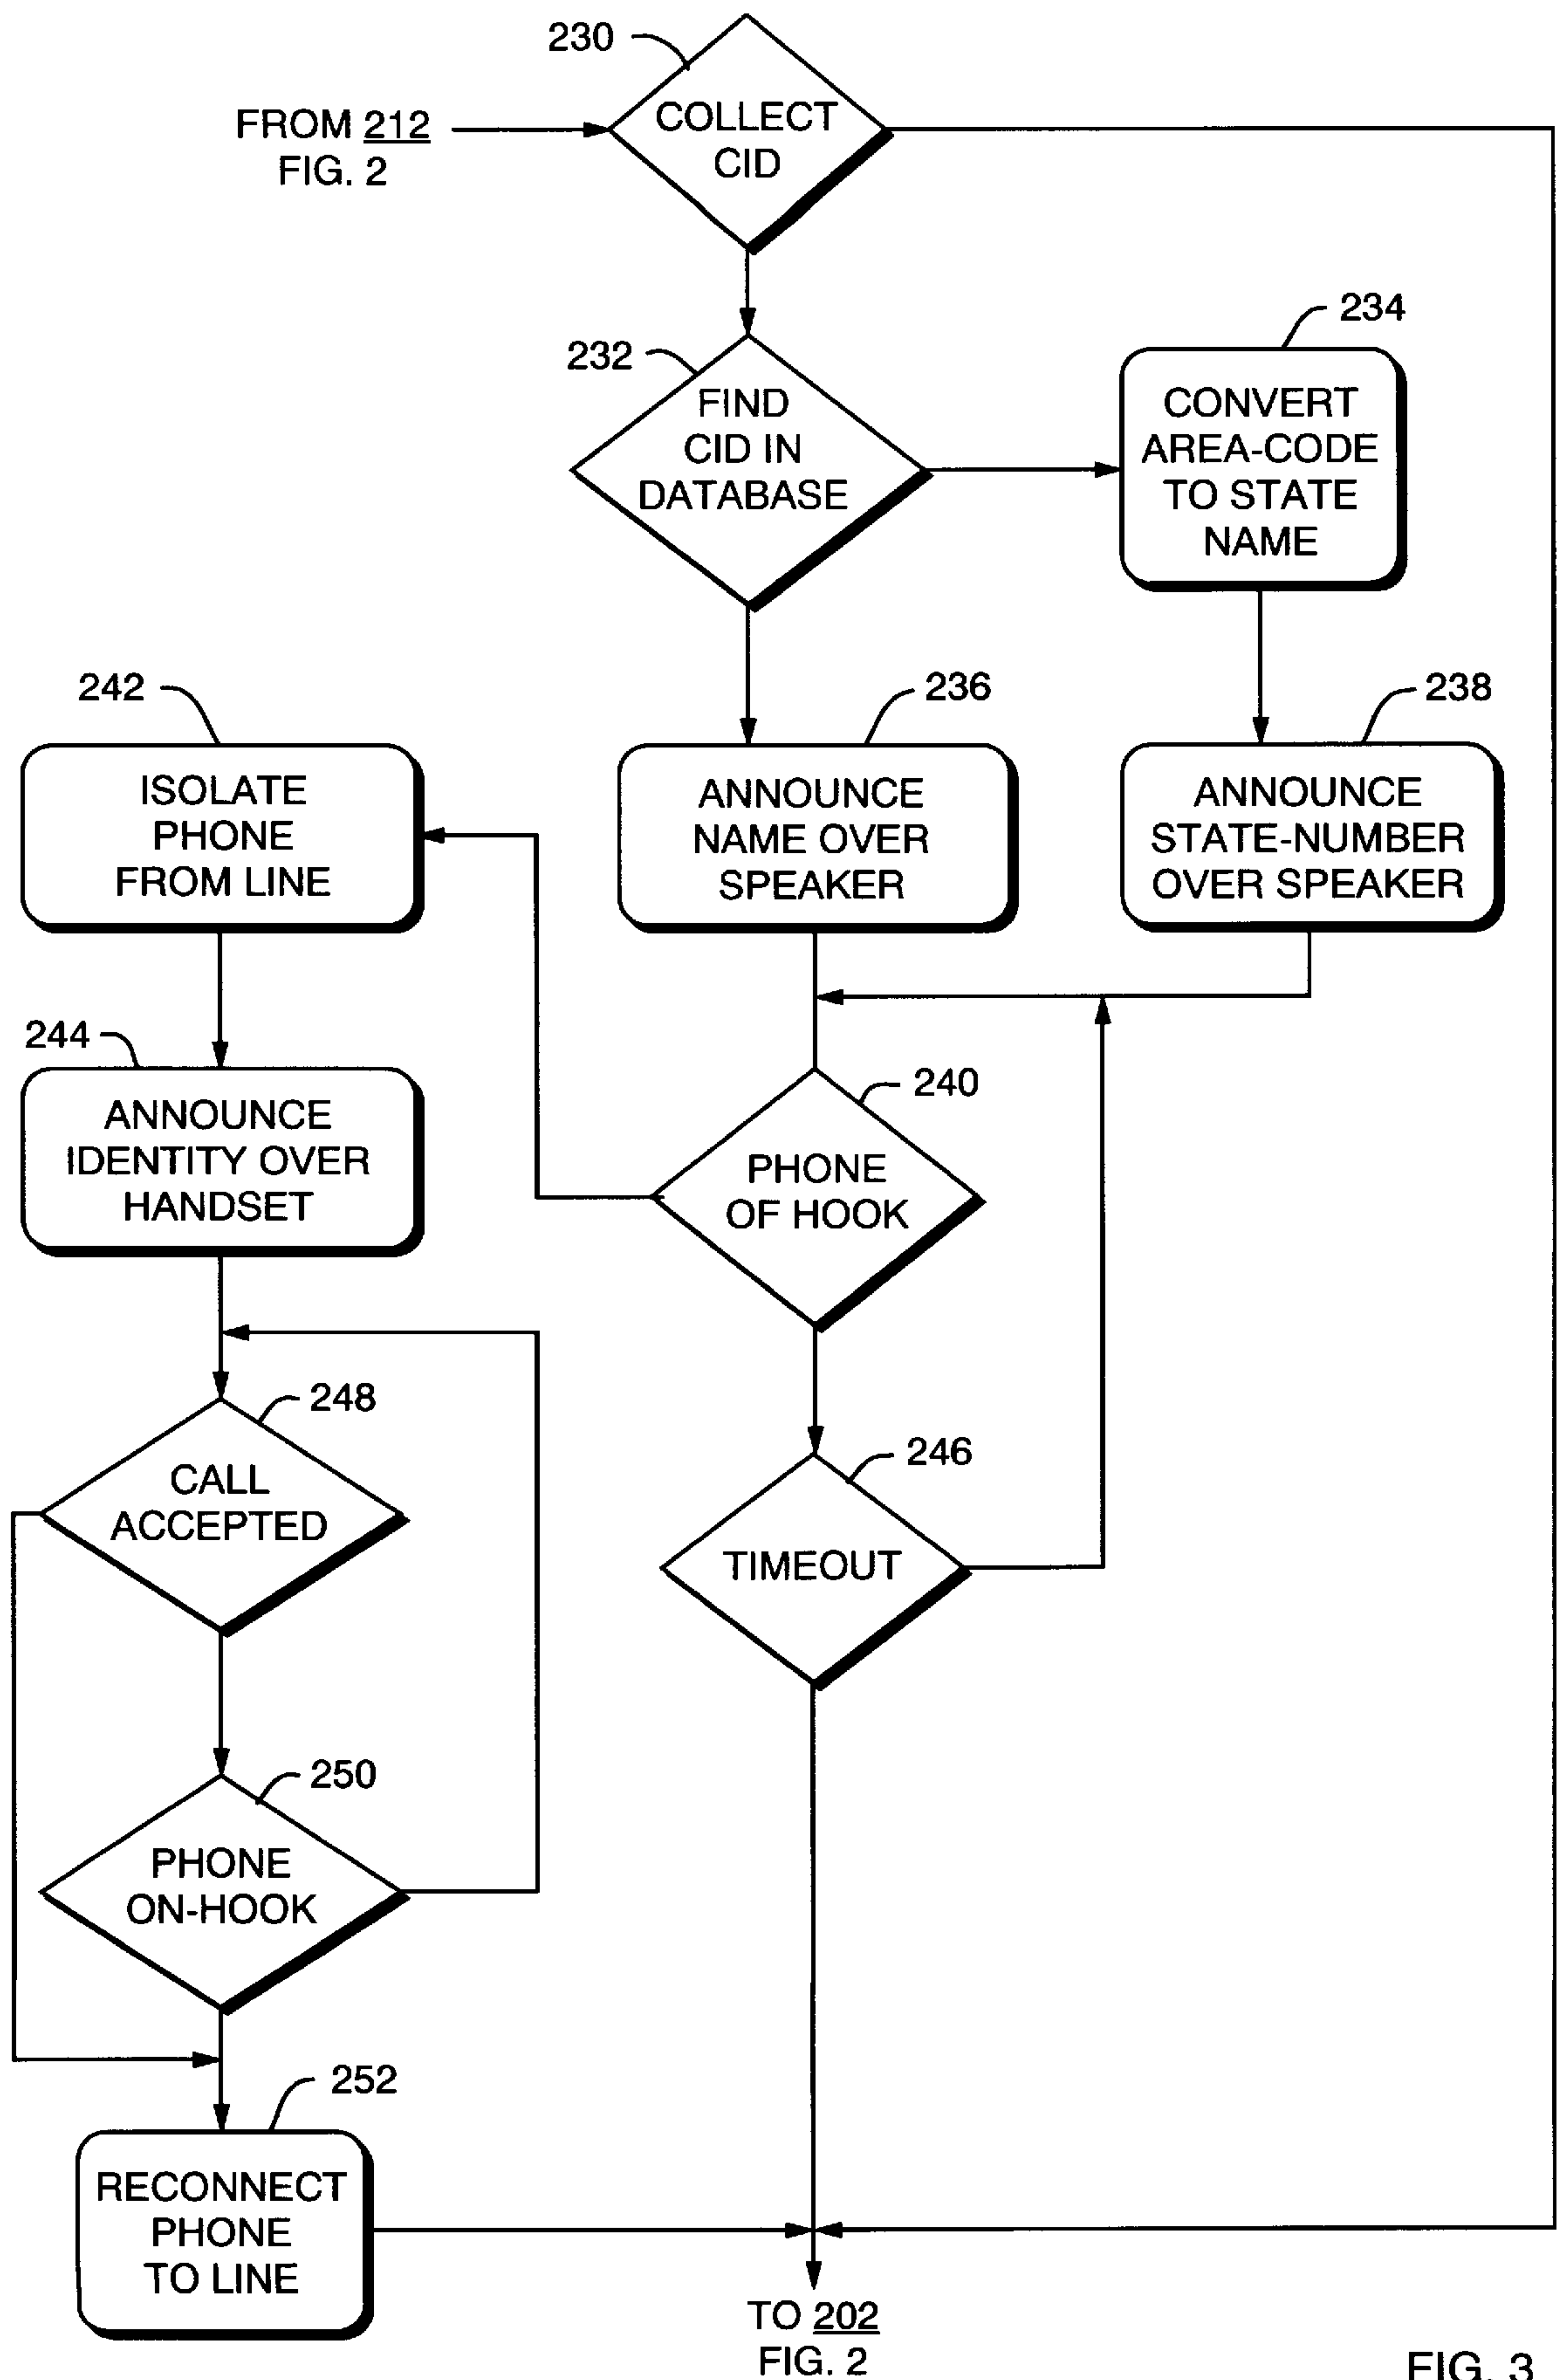 230
COLLECT
CID
FROM 212
FIG. 2
232
FIND
CID IN
DATABASE
234
CONVERT
AREA-CODE
TO STATE
NAME
242
ISOLATE
PHONE
FROM LINE
236
ANNOUNCE
NAME OVER
SPEAKER
238
ANNOUNCE
STATE-NUMBER
OVER SPEAKER
244
ANNOUNCE
IDENTITY OVER
HANDSET
240
PHONE
OF HOOK
248
CALL
ACCEPTED
246
TIMEOUT
250
PHONE
ON-HOOK
252
RECONNECT
PHONE
TO LINE
TO 202
FIG. 2
FIG. 3